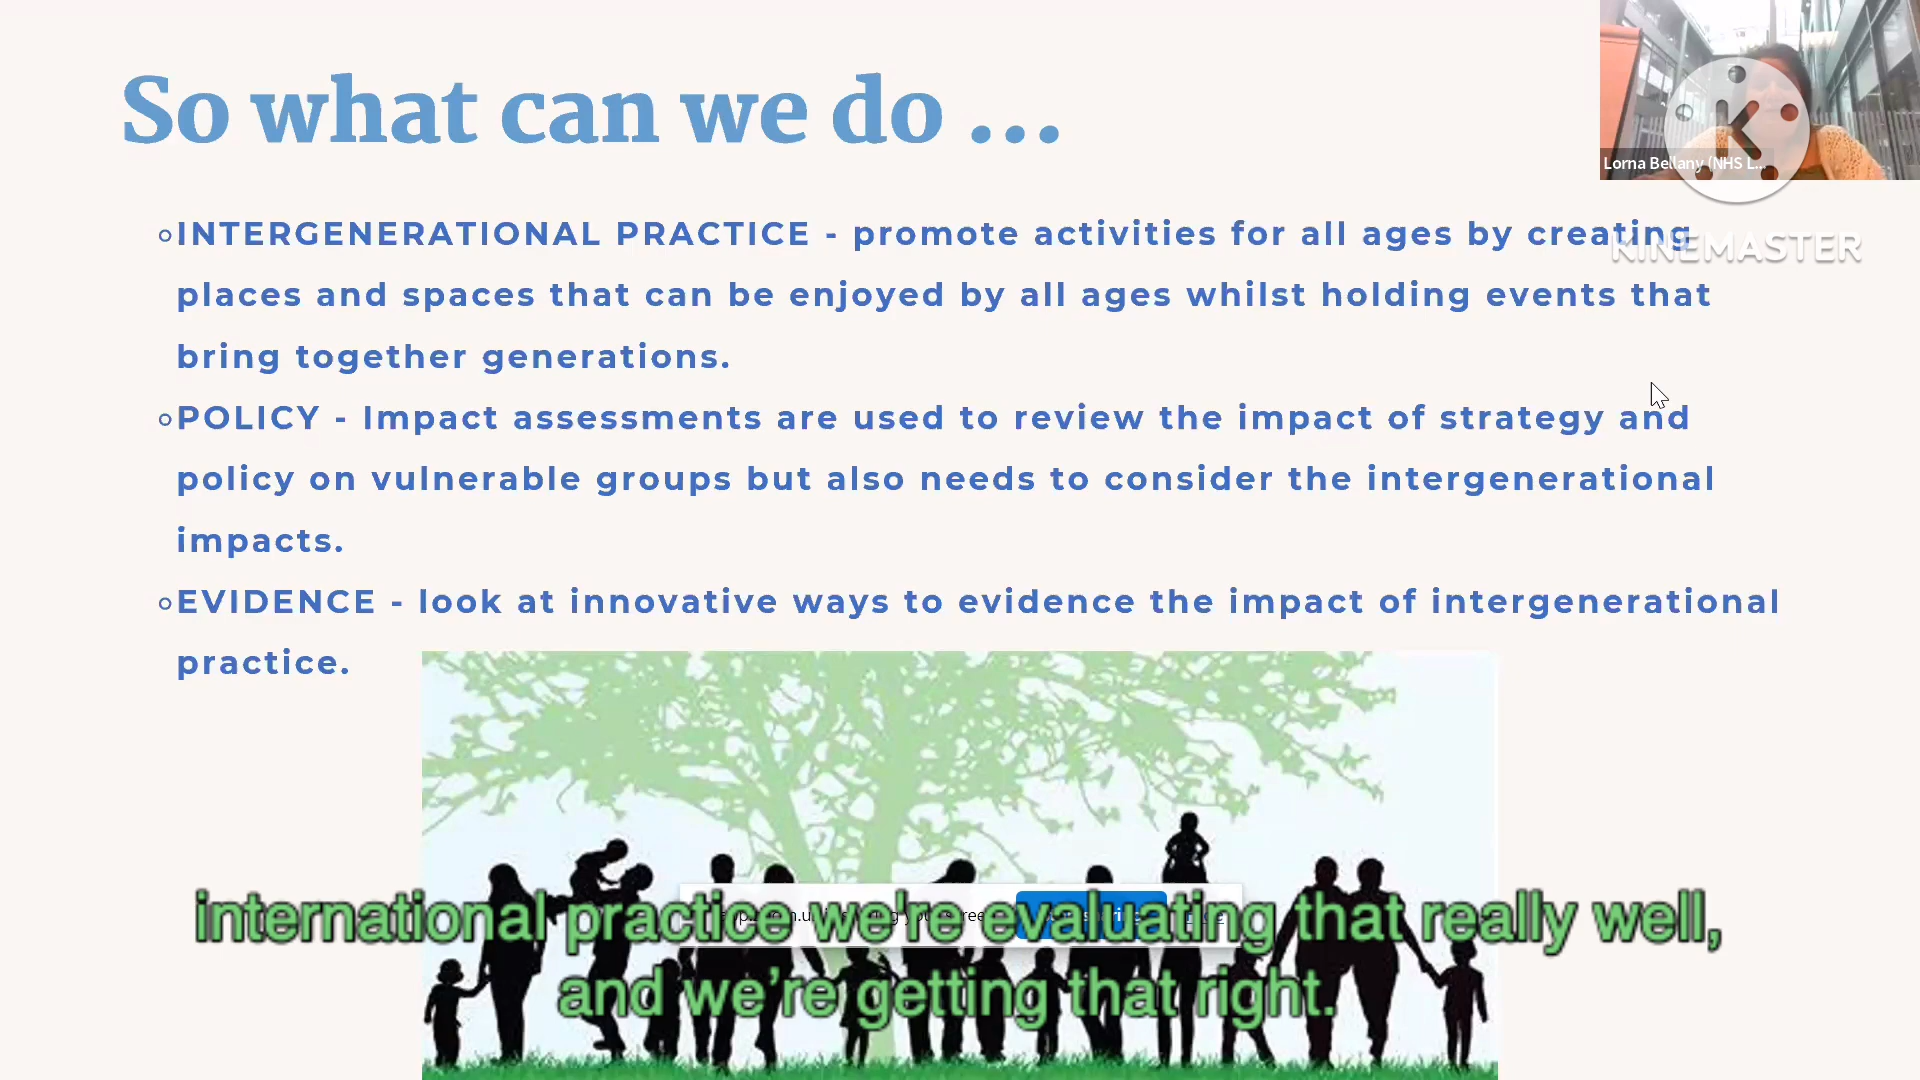 So what can we do ...
Lorna Bellany (NHS L...
KINEMASTER
INTERGENERATIONAL PRACTICE - promote activities for all ages by creating
places and spaces that can be enjoyed by all ages whilst holding events that
bring together generations.
POLICY - Impact assessments are used to review the impact of strategy and
policy on vulnerable groups but also needs to consider the intergenerational
impacts.
EVIDENCE - look at innovative ways to evidence the impact of intergenerational
practice.
international practice we're evaluating that really well,
and we're getting that right.